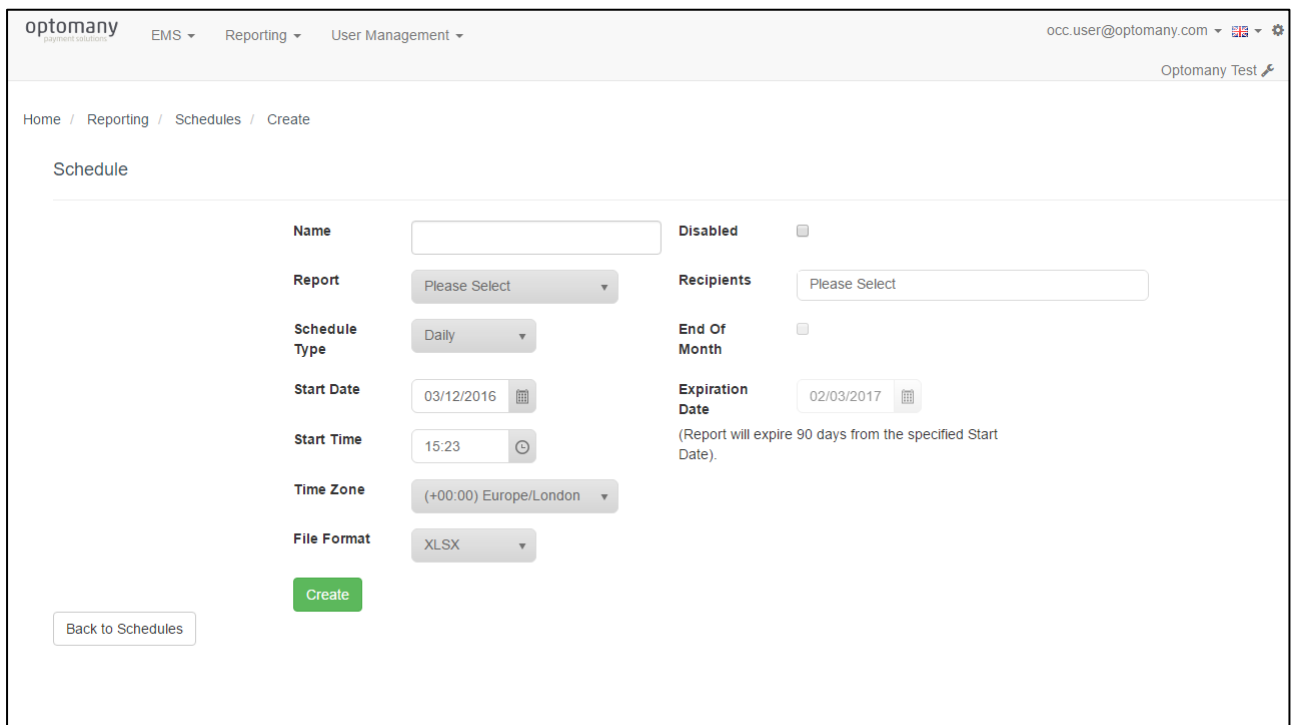 optomany
payment solutions
EMS
Reporting
User Management
occ.user@optomany.com
Optomany Test
Home / Reporting / Schedules / Create
Schedule
Name
Disabled
Report
Please Select
Recipients
Please Select
Schedule
Type
Daily
End Of
Month
Start Date
03/12/2016
Expiration
Date
02/03/2017
Start Time
15:23
(Report will expire 90 days from the specified Start
Date).
Time Zone
(+00:00) Europe/London
File Format
XLSX
Create
Back to Schedules